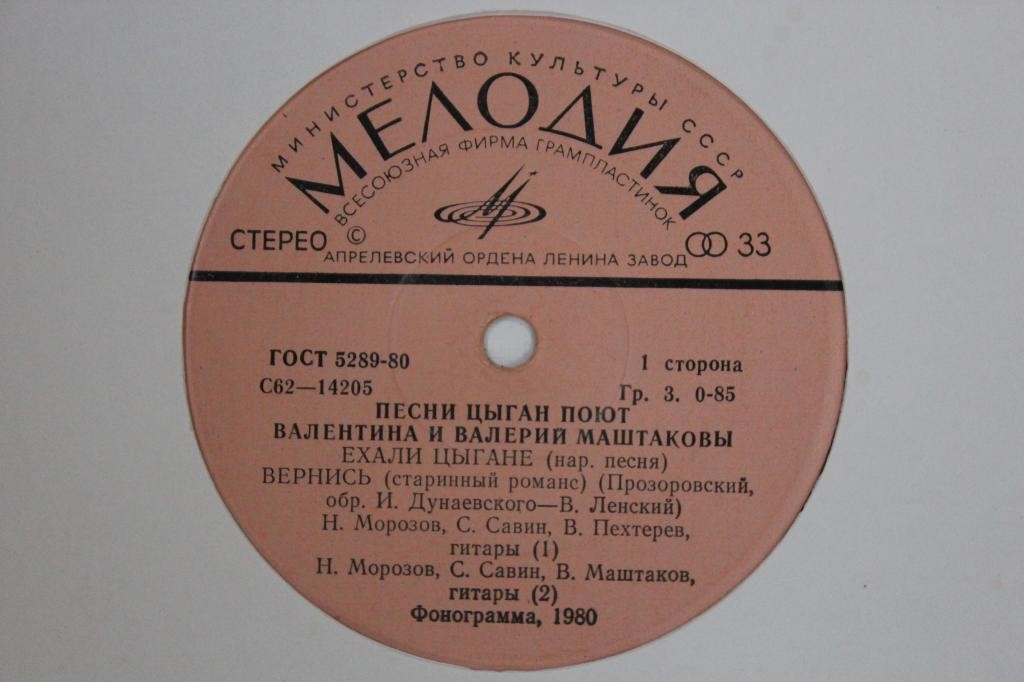 МИНИСТЕРСТВО КУЛЬТУРЫ СССР
МЕЛОДИЯ
ВСЕСОЮЗНАЯ ФИРМА ГРАМПЛАСТИНОК
СТЕРЕО © 33
АПРЕЛЕВСКИЙ ОРДЕНА ЛЕНИНА ЗАВОД
ГОСТ 5289-80 1 сторона
С62—14205 Гр. 3. 0-85
ПЕСНИ ЦЫГАН ПОЮТ
ВАЛЕНТИНА И ВАЛЕРИЙ МАШТАКОВЫ
ЕХАЛИ ЦЫГАНЕ (нар. песня)
ВЕРНИСЬ (старинный романс) (Прозоровский,
обр. И. Дунаевского—В. Ленский)
Н. Морозов, С. Савин, В. Пехтерев,
гитары (1)
Н. Морозов, С. Савин, В. Маштаков,
гитары (2)
Фонограмма, 1980